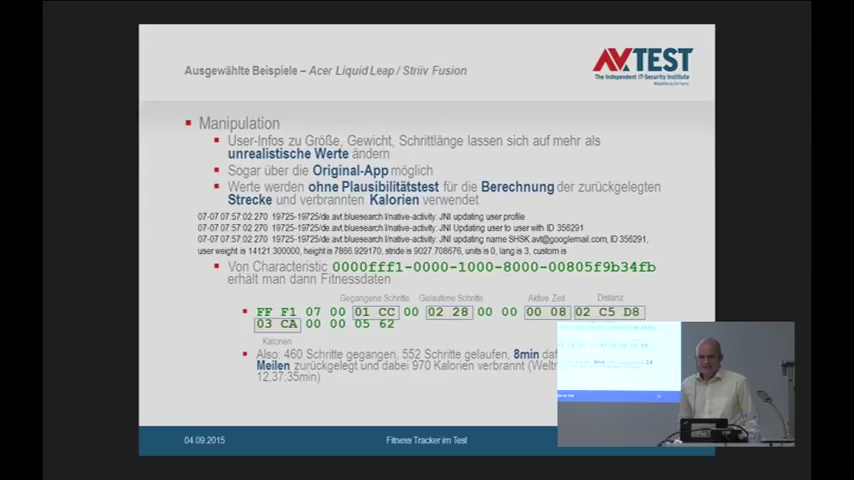 Ausgewählte Beispiele – Acer Liquid Leap / Striiv Fusion
AVTEST
The Independent IT-Security Institute
Magdeburg Germany
Manipulation
User-Infos zu Größe, Gewicht, Schrittlänge lassen sich auf mehr als
unrealistische Werte ändern
Sogar über die Original-App möglich
Werte werden ohne Plausibilitätstest für die Berechnung der zurückgelegten
Strecke und verbrannten Kalorien verwendet
07-07 07:57:02.270 19725-19725/de.avt.bluesearch I/native-activity: JNI updating user profile
07-07 07:57:02.270 19725-19725/de.avt.bluesearch I/native-activity: JNI Updating user to user with ID 356291
07-07 07:57:02.270 19725-19725/de.avt.bluesearch I/native-activity: JNI updating name SHSK.avt@googlemail.com, ID 356291,
user weight is 14121.300000, height is 7866.929170, stride is 9027.708676, units is 0, lang is 3, custom is
Von Characteristic 0000fff1-0000-1000-8000-00805f9b34fb
erhält man dann Fitnessdaten
Gegangene Schritte Gelaufene Schritte Aktive Zeit Distanz
FF F1 07 00 01 CC 00 02 28 00 00 00 08 02 C5 D8
03 CA 00 00 05 62
Kalorien
Also: 460 Schritte gegangen, 552 Schritte gelaufen, 8min
Meilen zurückgelegt und dabei 970 Kalorien verbrannt
12,37:35min)
04.09.2015
Fitness Tracker im Test